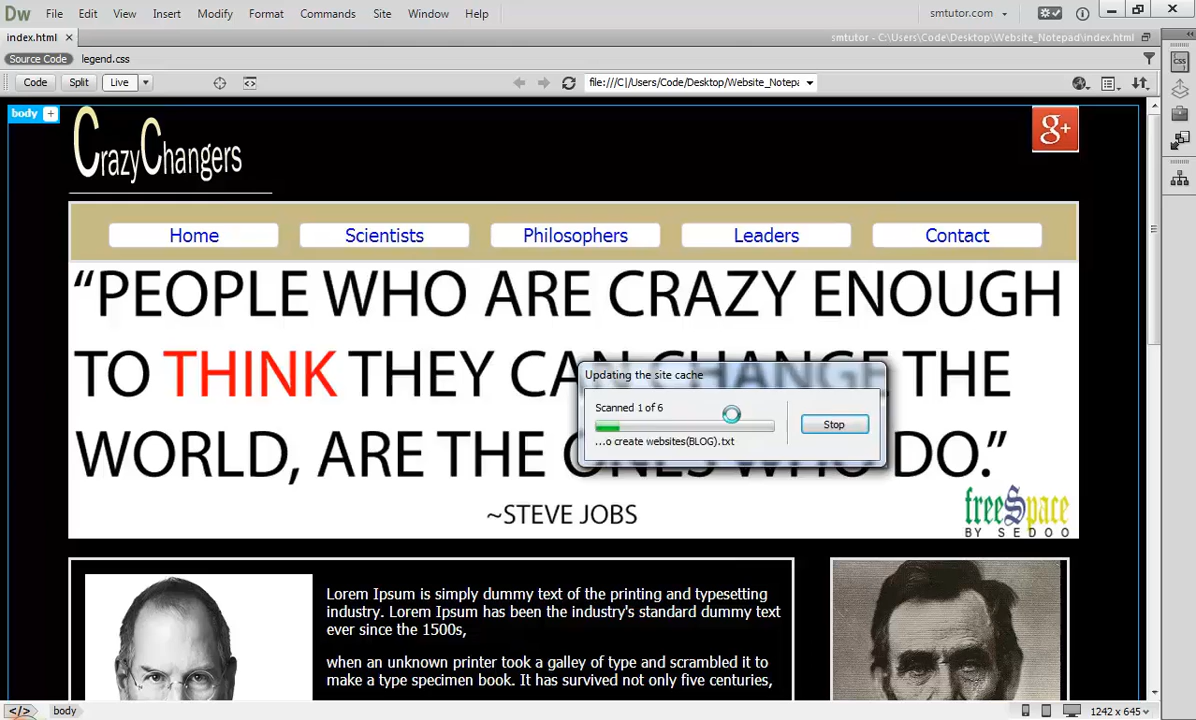 Dw File Edit View Insert Modify Format Commands Site Window Help smtutor.com
index.html smtutor - C:\Users\Code\Desktop\Website_Notepad\index.html
Source Code legend.css
Code Split Live file:///C|/Users/Code/Desktop/Website_Notepa
body +
CrazyChangers
g+
Home Scientists Philosophers Leaders Contact
“PEOPLE WHO ARE CRAZY ENOUGH
TO THINK THEY CAN CHANGE THE
WORLD, ARE THE ONES WHO DO.”
~STEVE JOBS
freeSpace
BY SEDOO
Updating the site cache
Scanned 1 of 6
Stop
...o create websites(BLOG).txt
Lorem Ipsum is simply dummy text of the printing and typesetting
industry. Lorem Ipsum has been the industry's standard dummy text
ever since the 1500s,
when an unknown printer took a galley of type and scrambled it to
make a type specimen book. It has survived not only five centuries,
</> body 1242 x 645